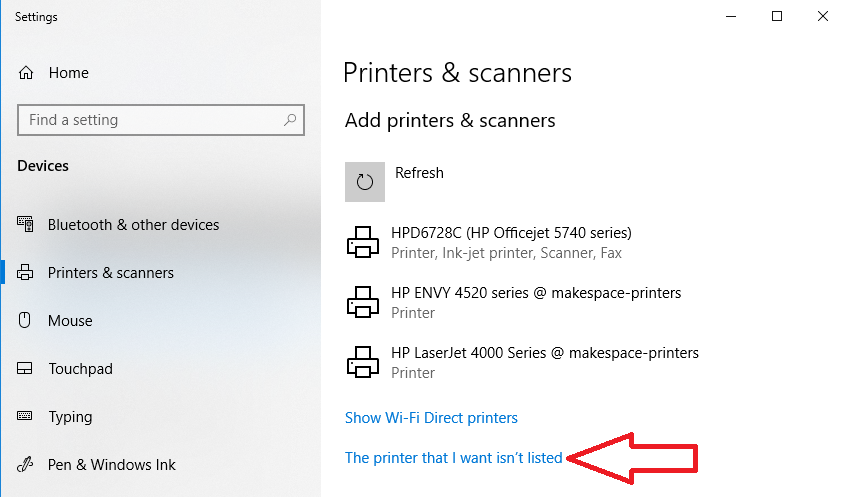 Settings
Home
Find a setting
Devices
Bluetooth & other devices
Printers & scanners
Mouse
Touchpad
Typing
Pen & Windows Ink
Printers & scanners
Add printers & scanners
Refresh
HPD6728C (HP Officejet 5740 series)
Printer, Ink-jet printer, Scanner, Fax
HP ENVY 4520 series @ makespace-printers
Printer
HP LaserJet 4000 Series @ makespace-printers
Printer
Show Wi-Fi Direct printers
The printer that I want isn’t listed